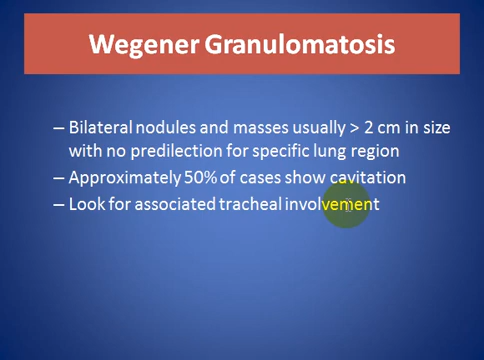 Wegener Granulomatosis
– Bilateral nodules and masses usually > 2 cm in size
with no predilection for specific lung region
– Approximately 50% of cases show cavitation
– Look for associated tracheal involvement